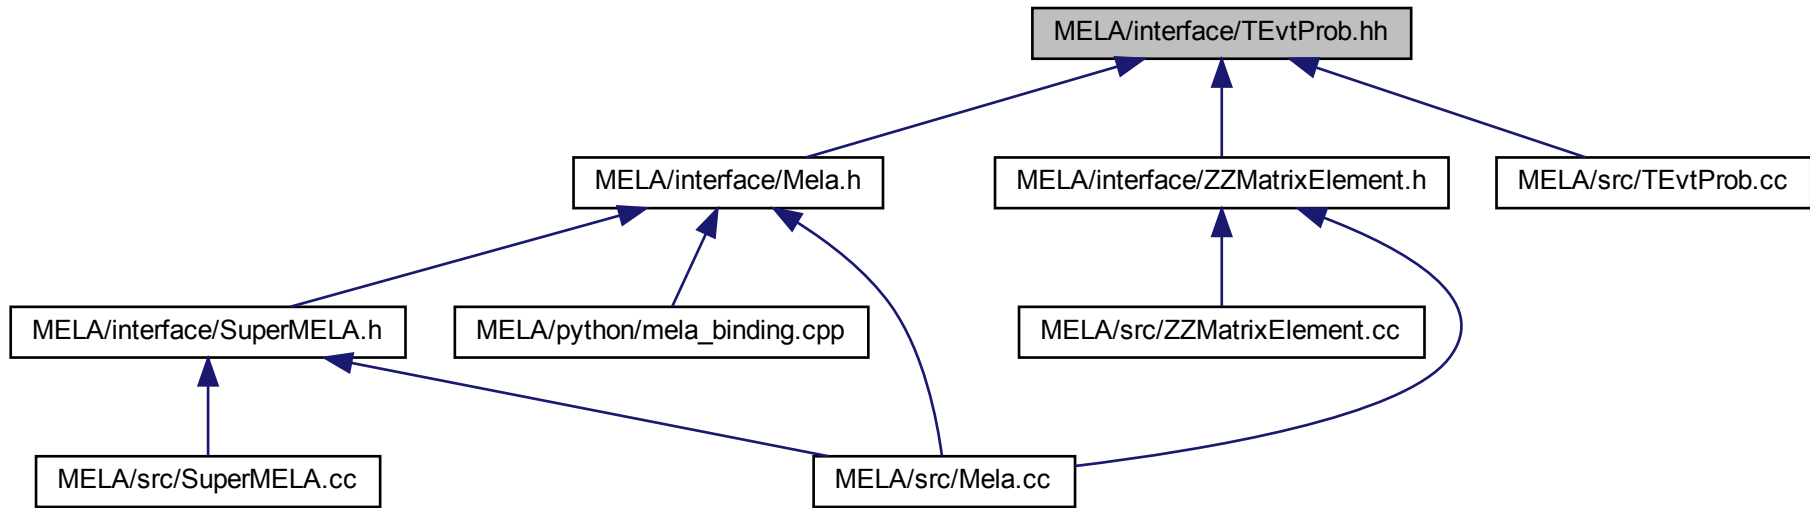 MELA/interface/TEvtProb.hh
MELA/interface/Mela.h
MELA/interface/ZZMatrixElement.h
MELA/src/TEvtProb.cc
MELA/interface/SuperMELA.h
MELA/python/mela_binding.cpp
MELA/src/ZZMatrixElement.cc
MELA/src/SuperMELA.cc
MELA/src/Mela.cc